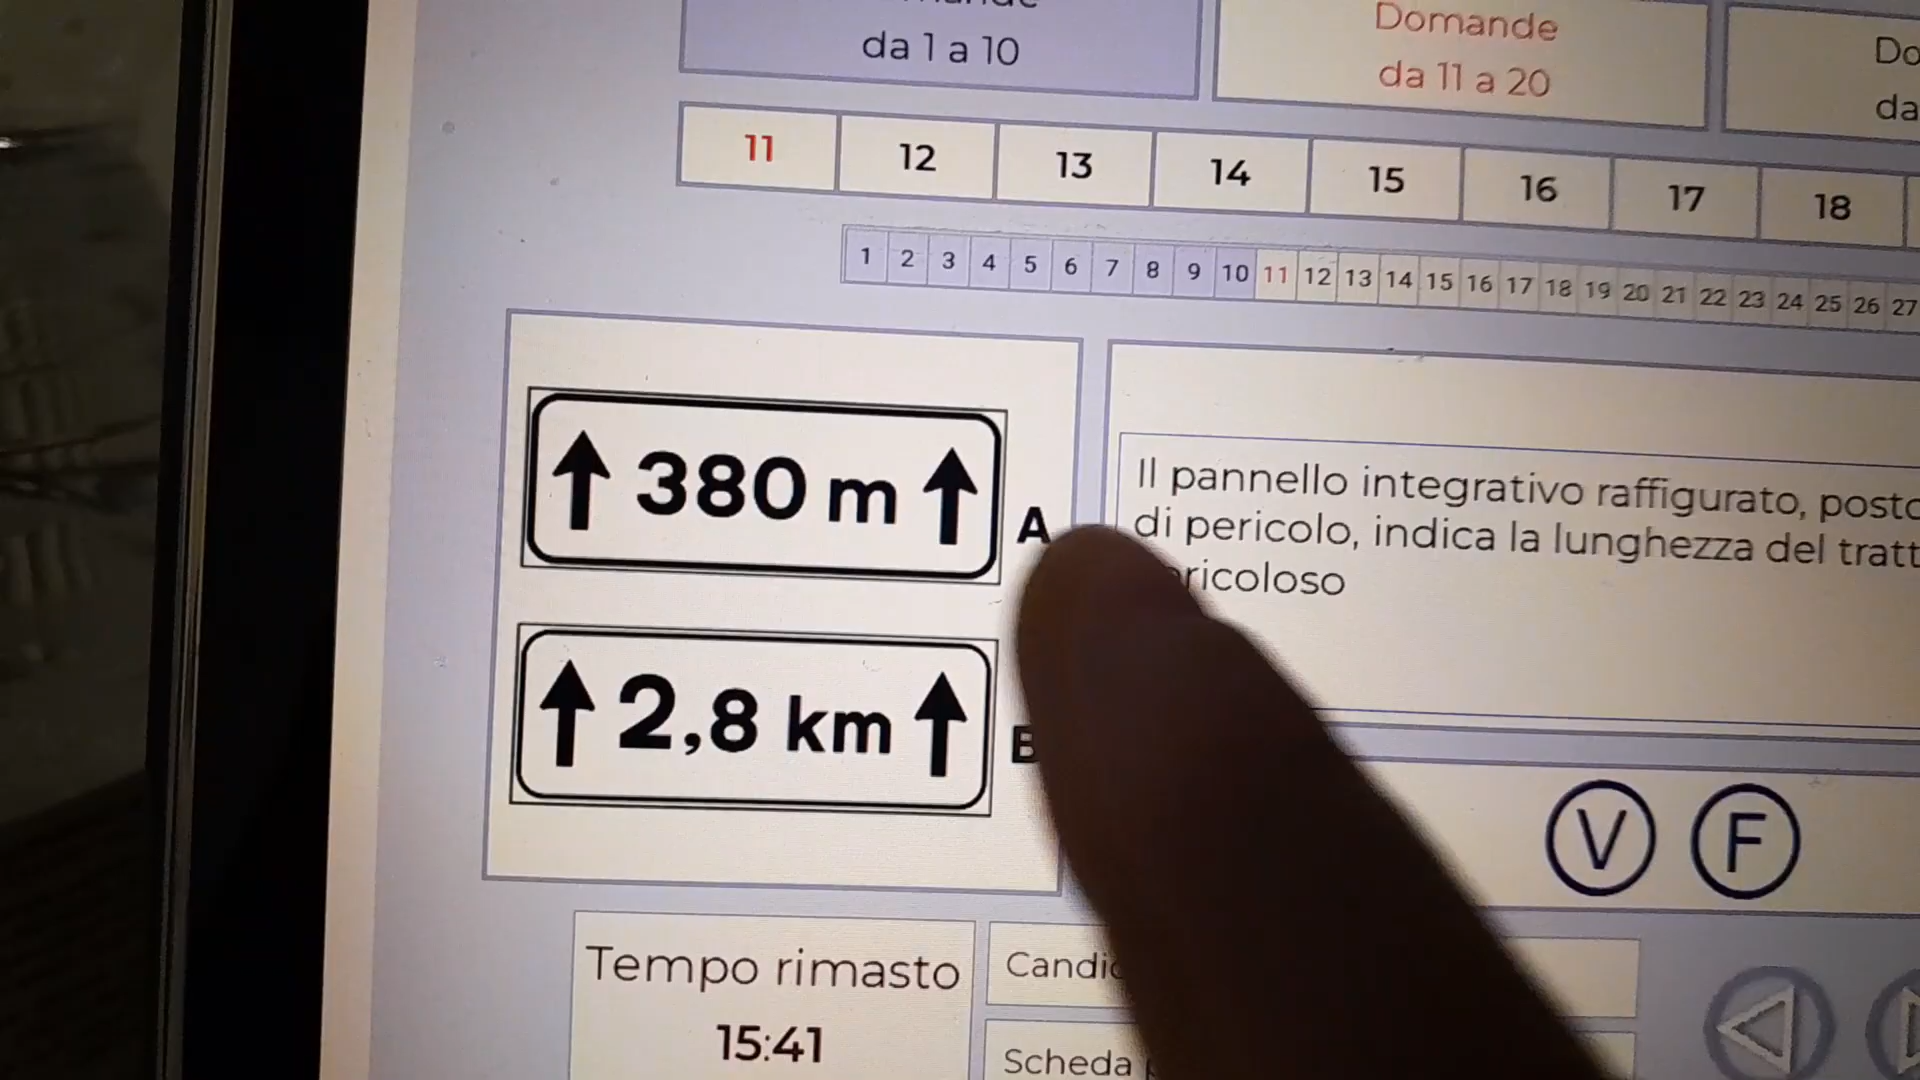 da 1 a 10
Domande
da 11 a 20
Do
da
11 12 13 14 15 16 17 18
1 2 3 4 5 6 7 8 9 10 11 12 13 14 15 16 17 18 19 20 21 22 23 24 25 26 27
380 m
A
2,8 km
Il pannello integrativo raffigurato, posto
di pericolo, indica la lunghezza del tratt
ricoloso
V F
Tempo rimasto
15:41
Candid
Scheda